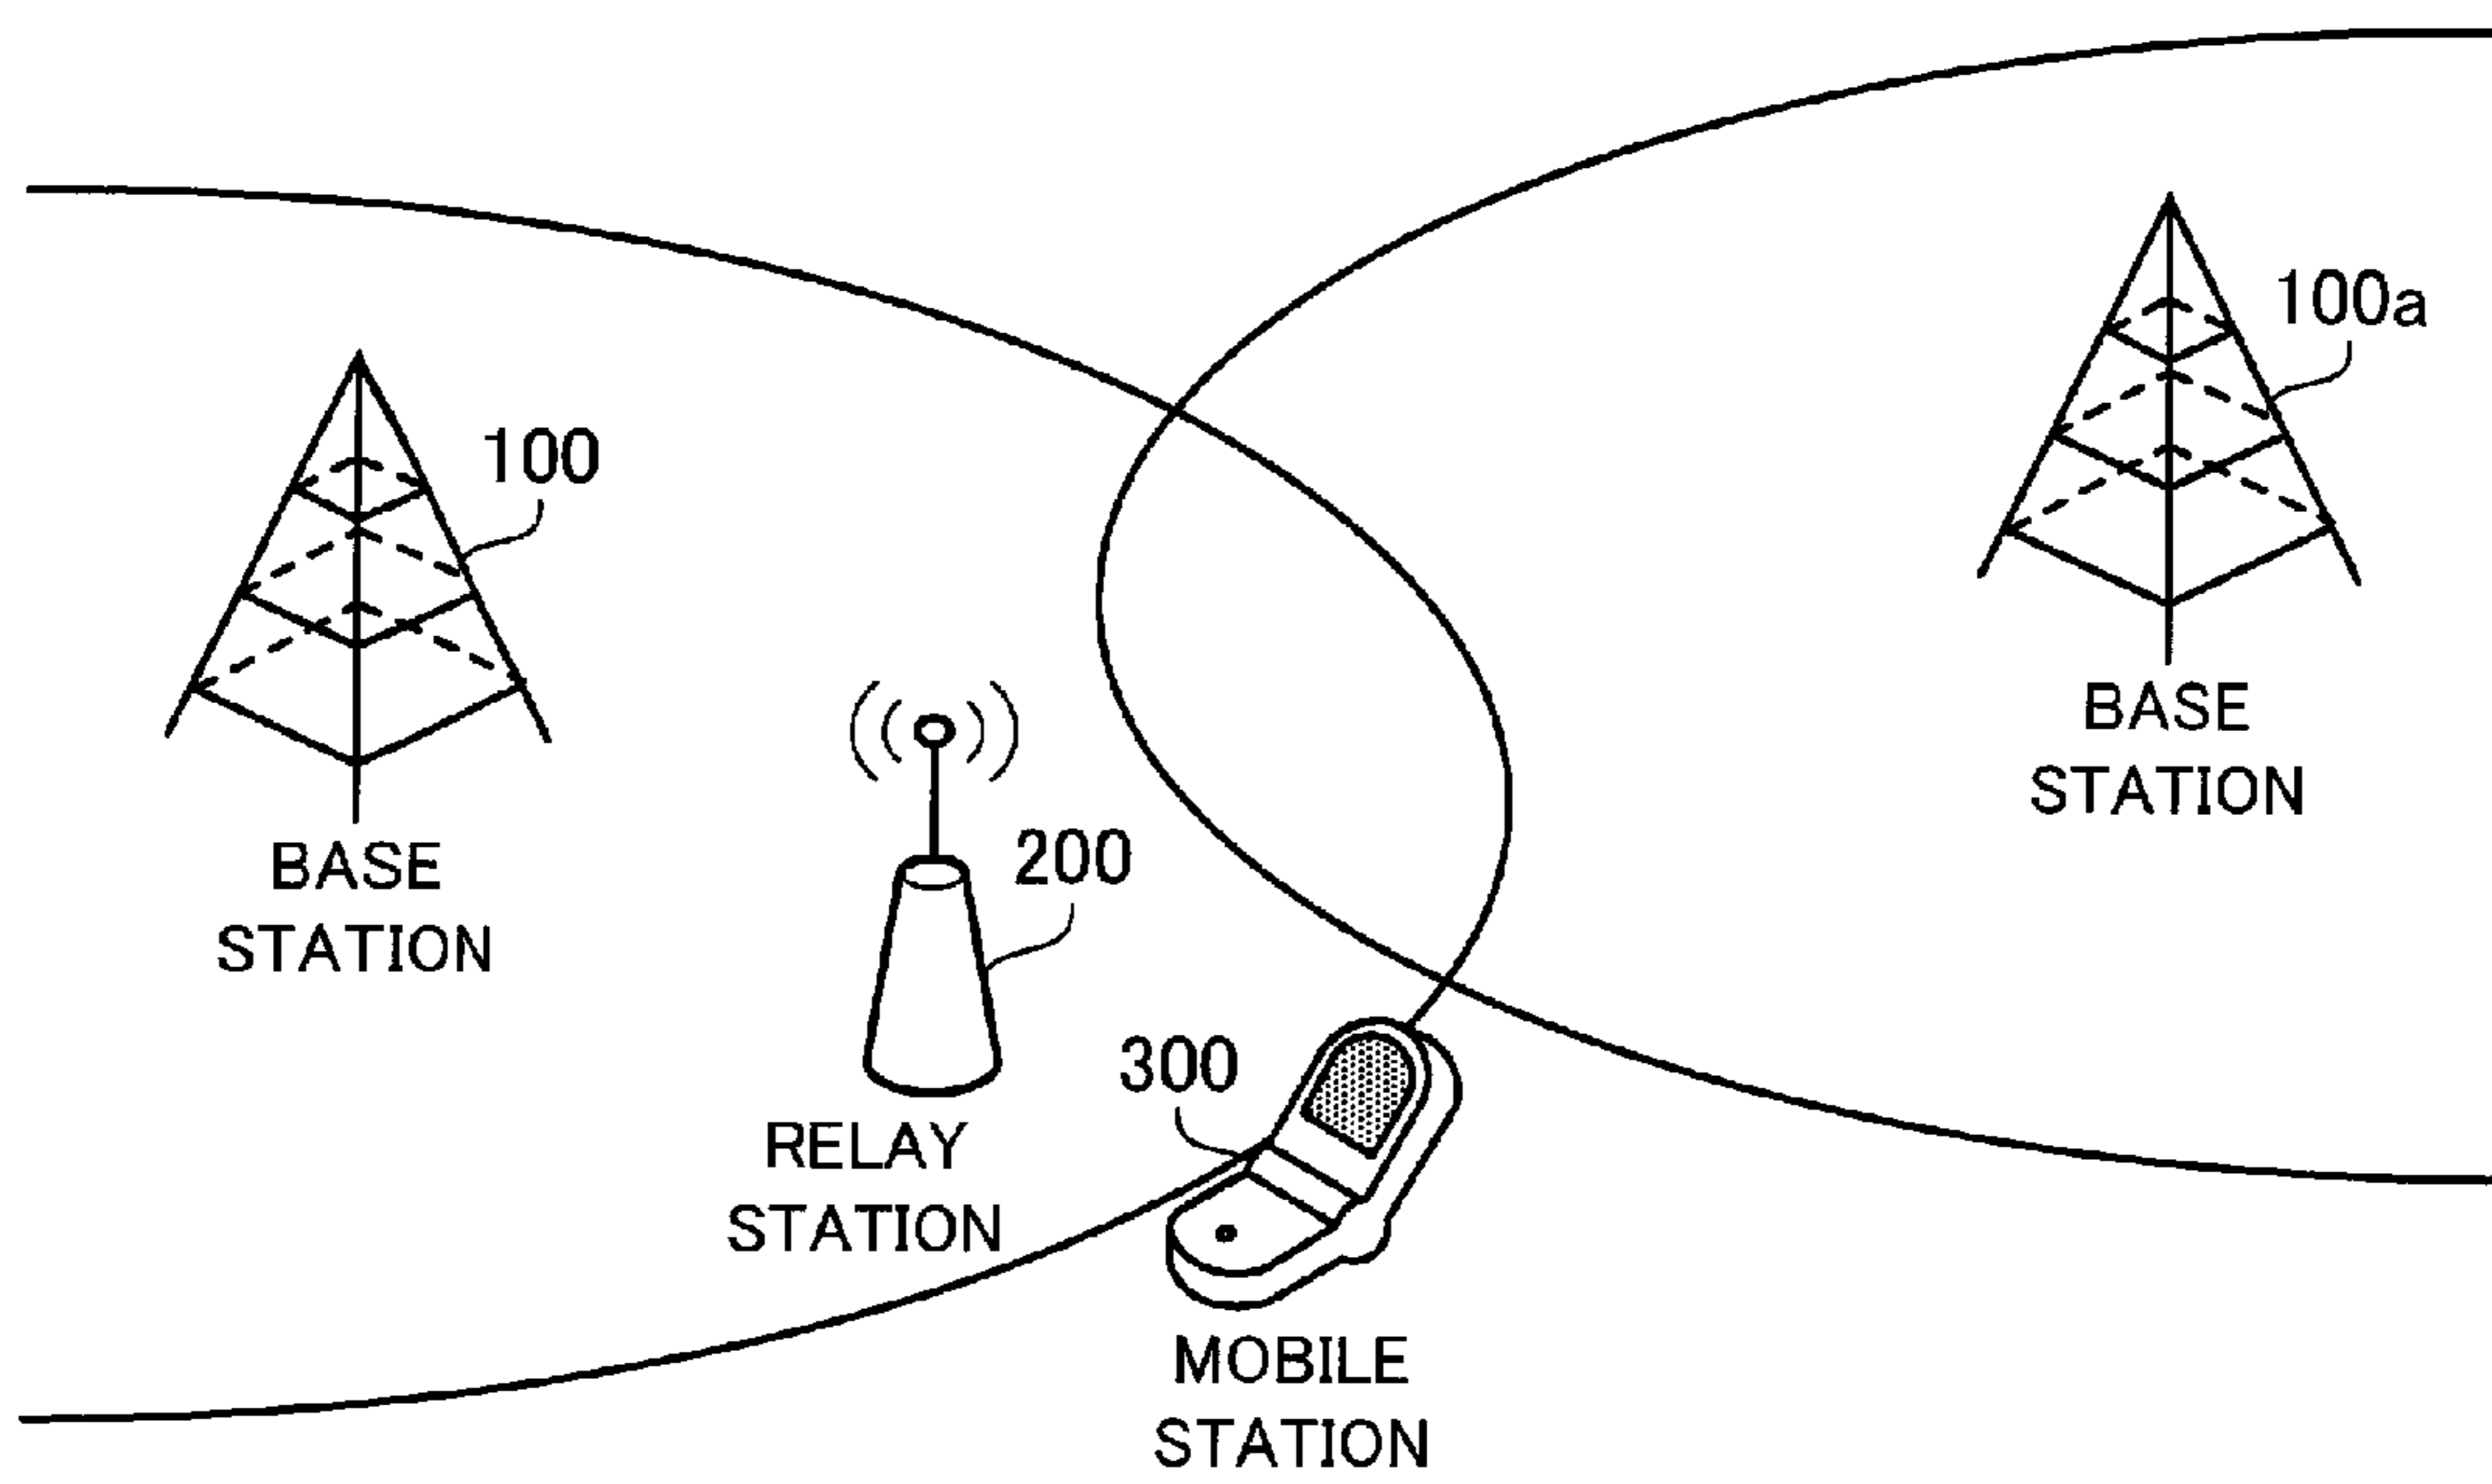 100a
100
BASE
STATION
200
BASE
STATION
300
RELAY
STATION
MOBILE
STATION